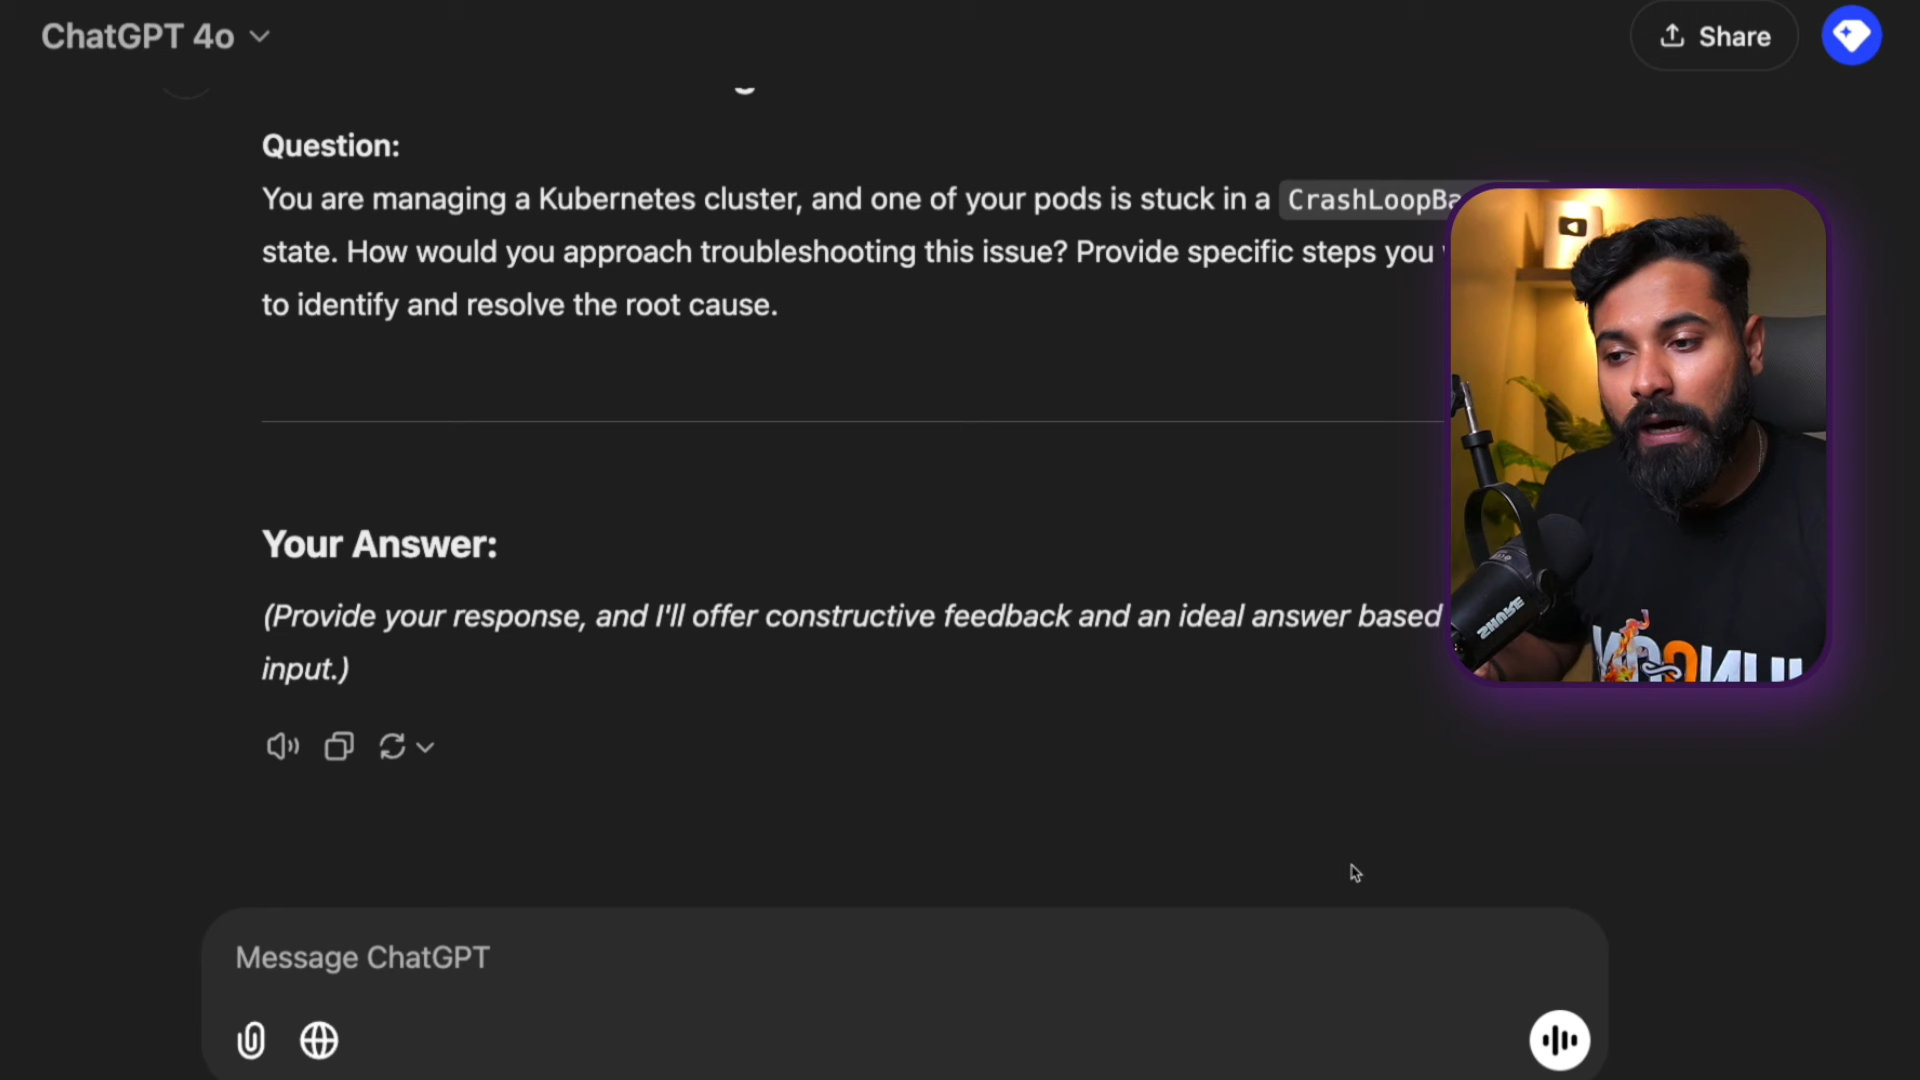 ChatGPT 4o
Share
Question:
You are managing a Kubernetes cluster, and one of your pods is stuck in a CrashLoopBa
state. How would you approach troubleshooting this issue? Provide specific steps you
to identify and resolve the root cause.
Your Answer:
(Provide your response, and I'll offer constructive feedback and an ideal answer based
input.)
Message ChatGPT